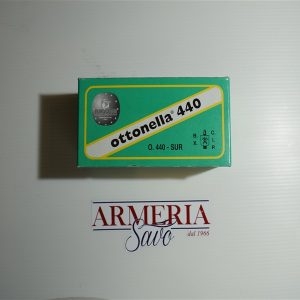 ottonella® 440
O. 440 - SUR
B. C.
X. L.
P.
ARMERIA
Savo
dal 1966